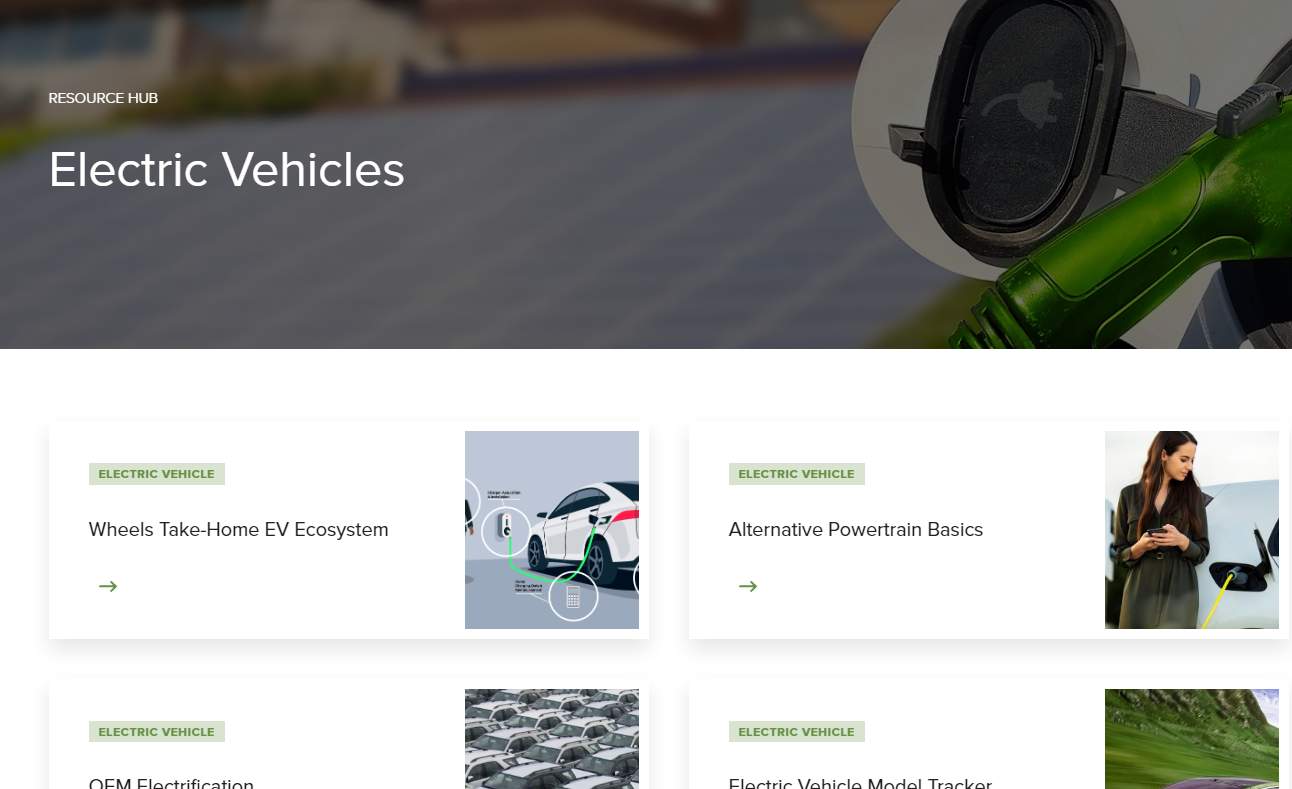 RESOURCE HUB
Electric Vehicles
ELECTRIC VEHICLE
Wheels Take-Home EV Ecosystem
ELECTRIC VEHICLE
Alternative Powertrain Basics
ELECTRIC VEHICLE
OEM Electrification
ELECTRIC VEHICLE
Electric Vehicle Model Tracker